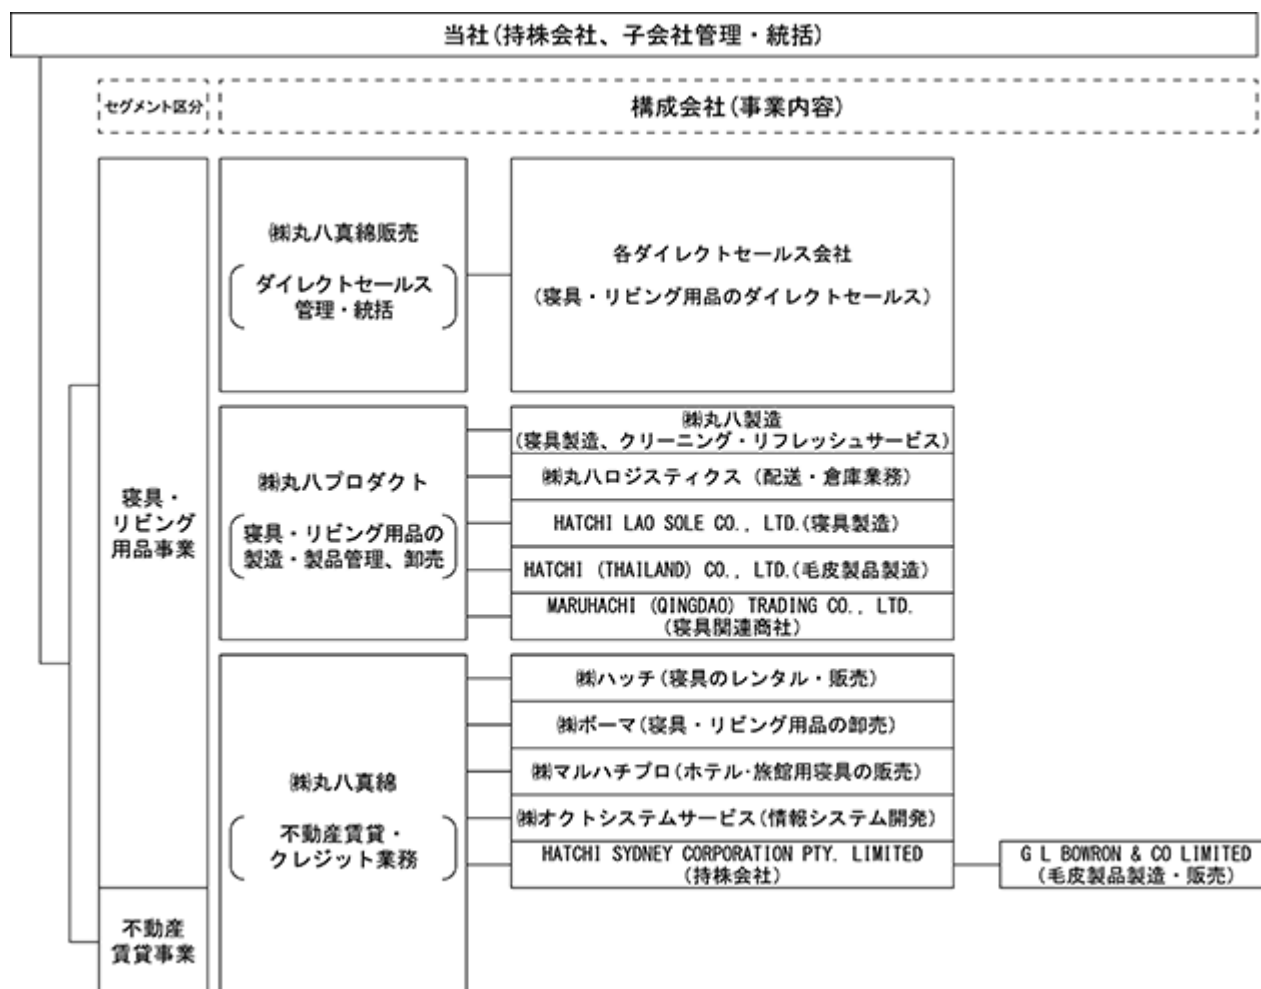 当社(持株会社、子会社管理・統括)
セグメント区分
構成会社(事業内容)
㈱丸八真綿販売
ダイレクトセールス
管理・統括
各ダイレクトセールス会社
(寝具・リビング用品のダイレクトセールス)
寝具・
リビング
用品事業
㈱丸八プロダクト
寝具・リビング用品の
製造・製品管理、卸売
㈱丸八製造
(寝具製造、クリーニング・リフレッシュサービス)
㈱丸八ロジスティクス (配送・倉庫業務)
HATCHI LAO SOLE CO., LTD.(寝具製造)
HATCHI (THAILAND) CO., LTD.(毛皮製品製造)
MARUHACHI (QINGDAO) TRADING CO., LTD.
(寝具関連商社)
㈱丸八真綿
不動産賃貸・
クレジット業務
㈱ハッチ(寝具のレンタル・販売)
㈱ボーマ(寝具・リビング用品の卸売)
㈱マルハチプロ(ホテル・旅館用寝具の販売)
㈱オクトシステムサービス(情報システム開発)
HATCHI SYDNEY CORPORATION PTY. LIMITED
(持株会社)
G L BOWRON & CO LIMITED
(毛皮製品製造・販売)
不動産
賃貸事業